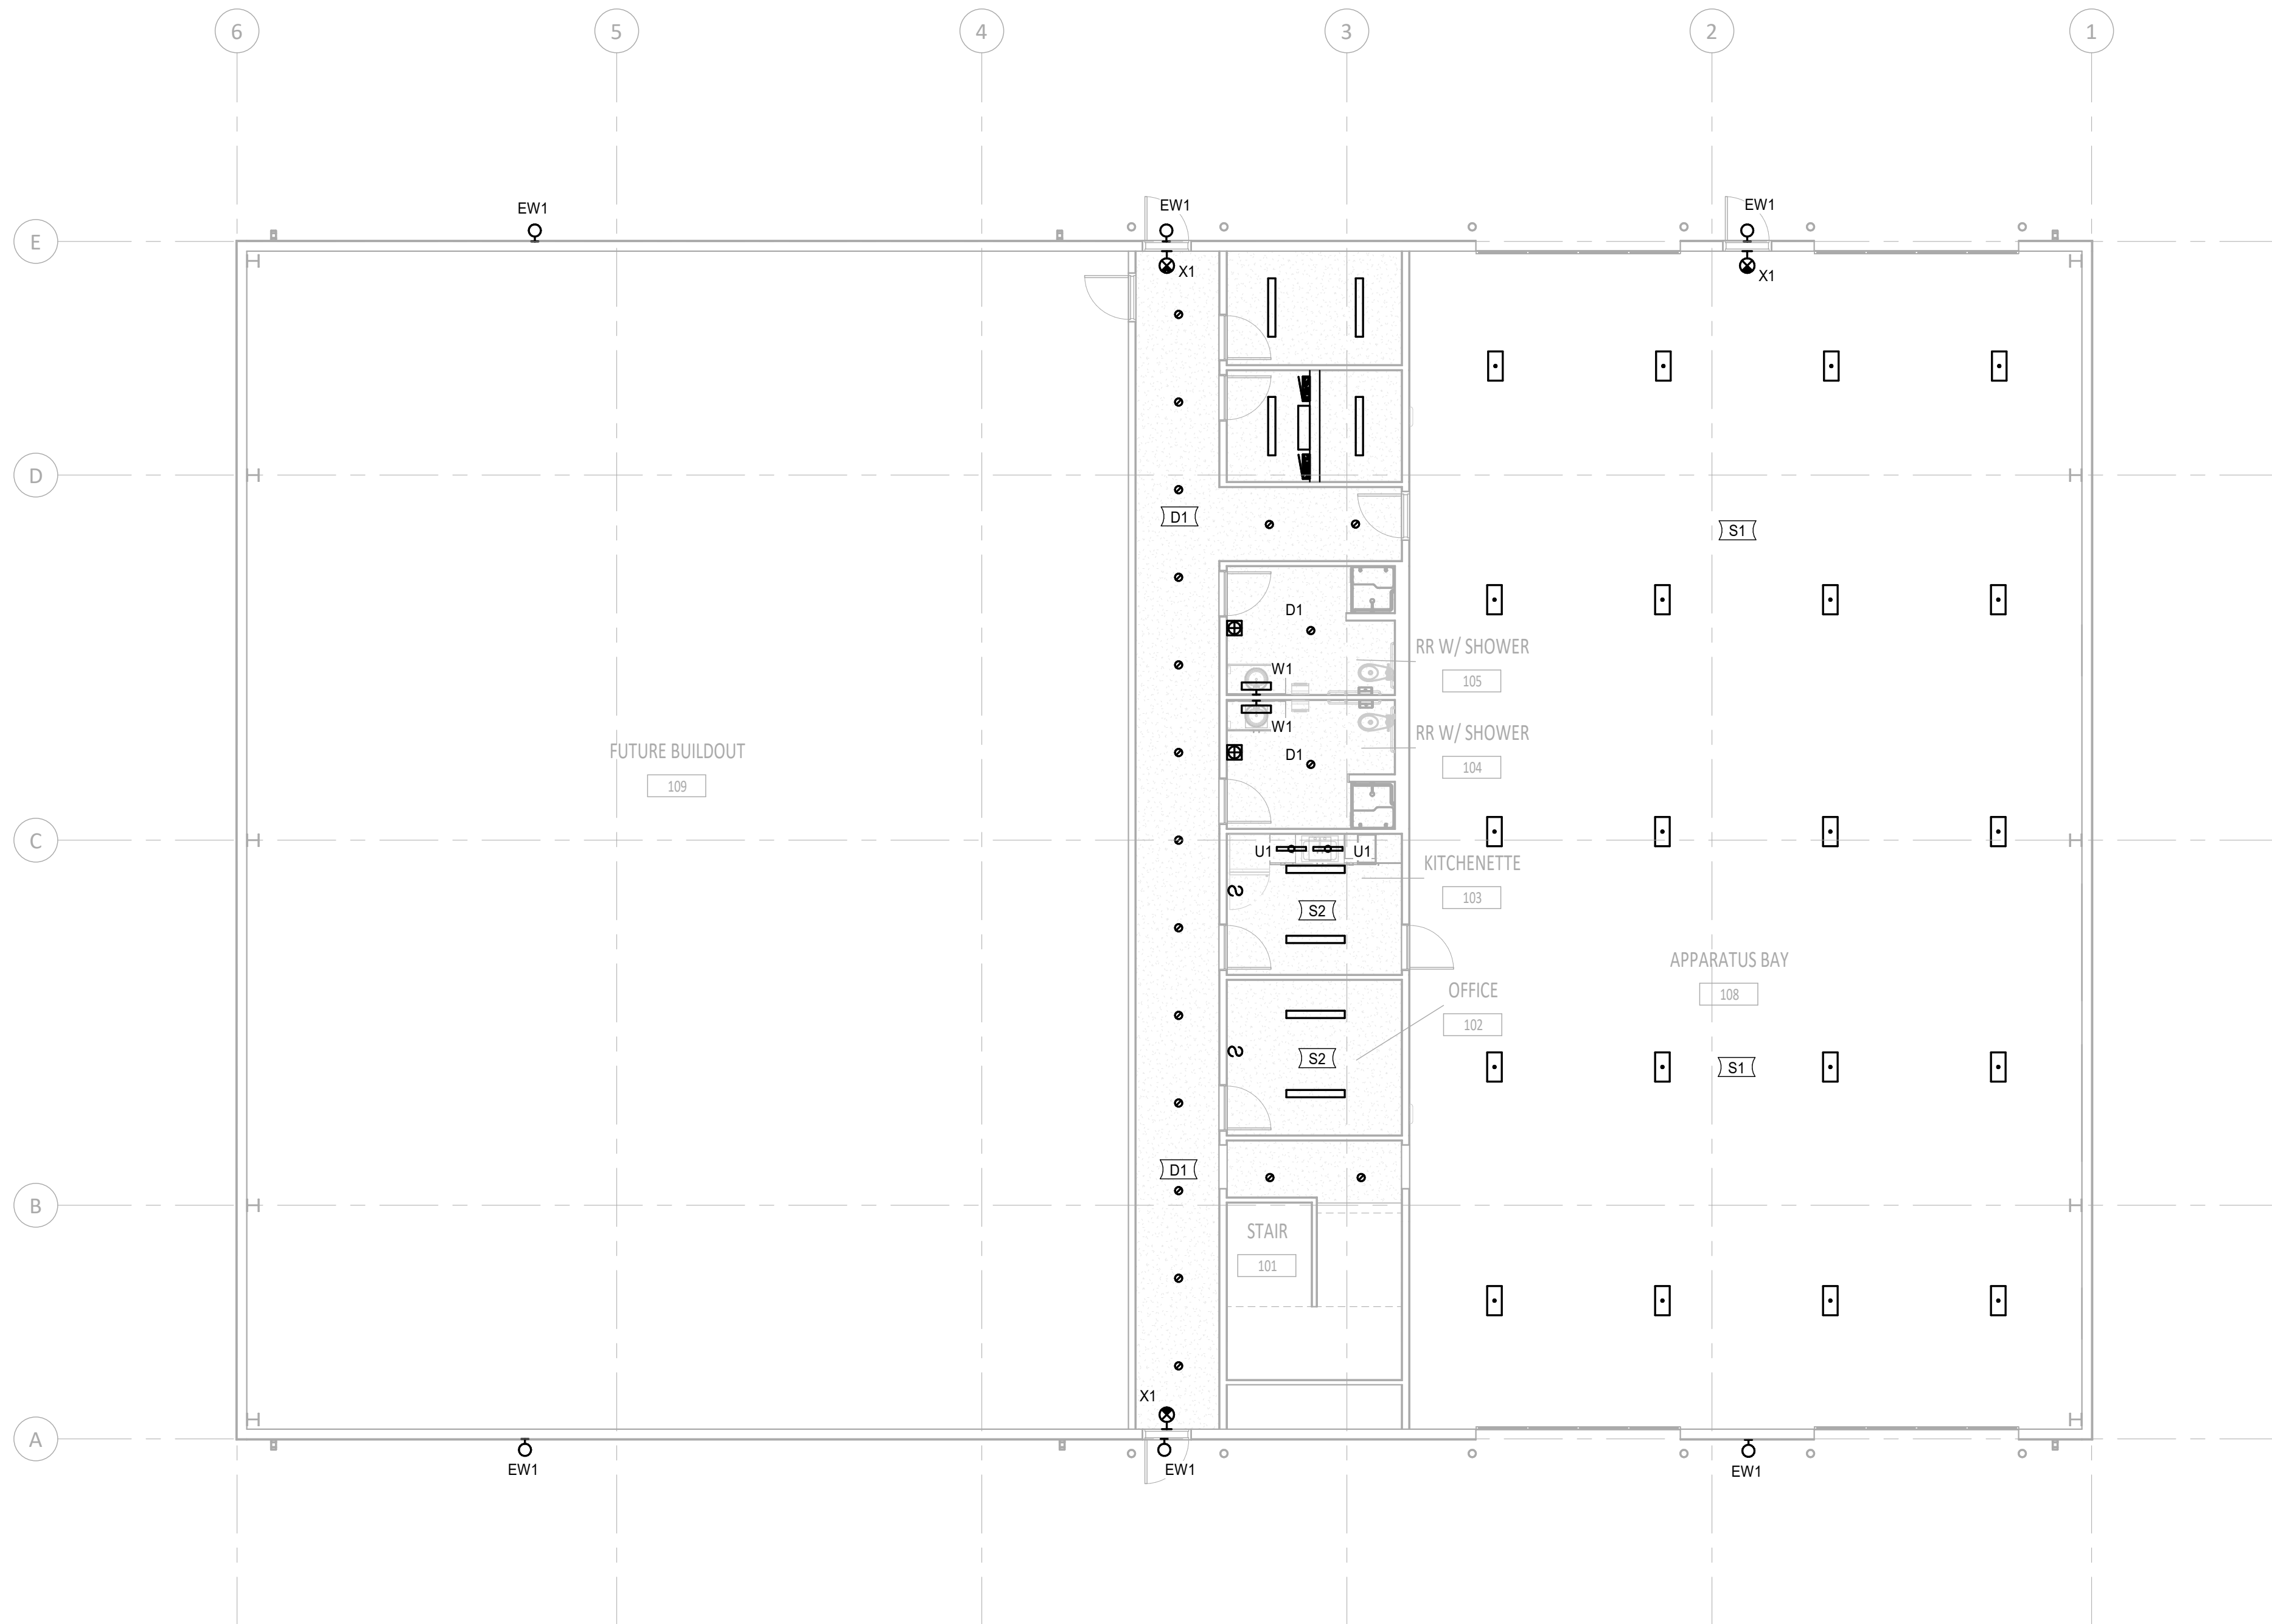 6 5 4 3 2 1
EW1 EW1 EW1
E
X1 X1
D
D1
S1
D1
RR W/ SHOWER
W1
105
W1
RR W/ SHOWER
FUTURE BUILDOUT
D1
104
109
C
U1 U1
KITCHENETTE
103
S
S2
APPARATUS BAY
OFFICE
108
102
S
S2
S1
D1
B
STAIR
101
X1
A
EW1 EW1 EW1